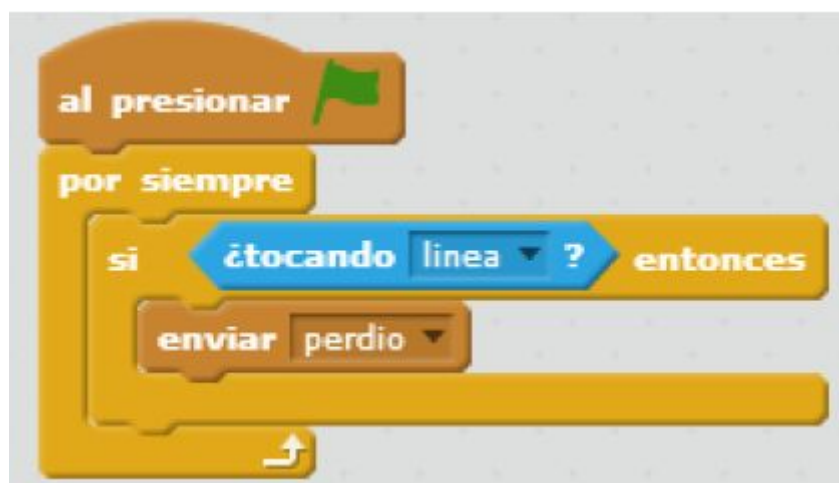 al presionar
por siempre
si ¿tocando linea ? entonces
enviar perdio